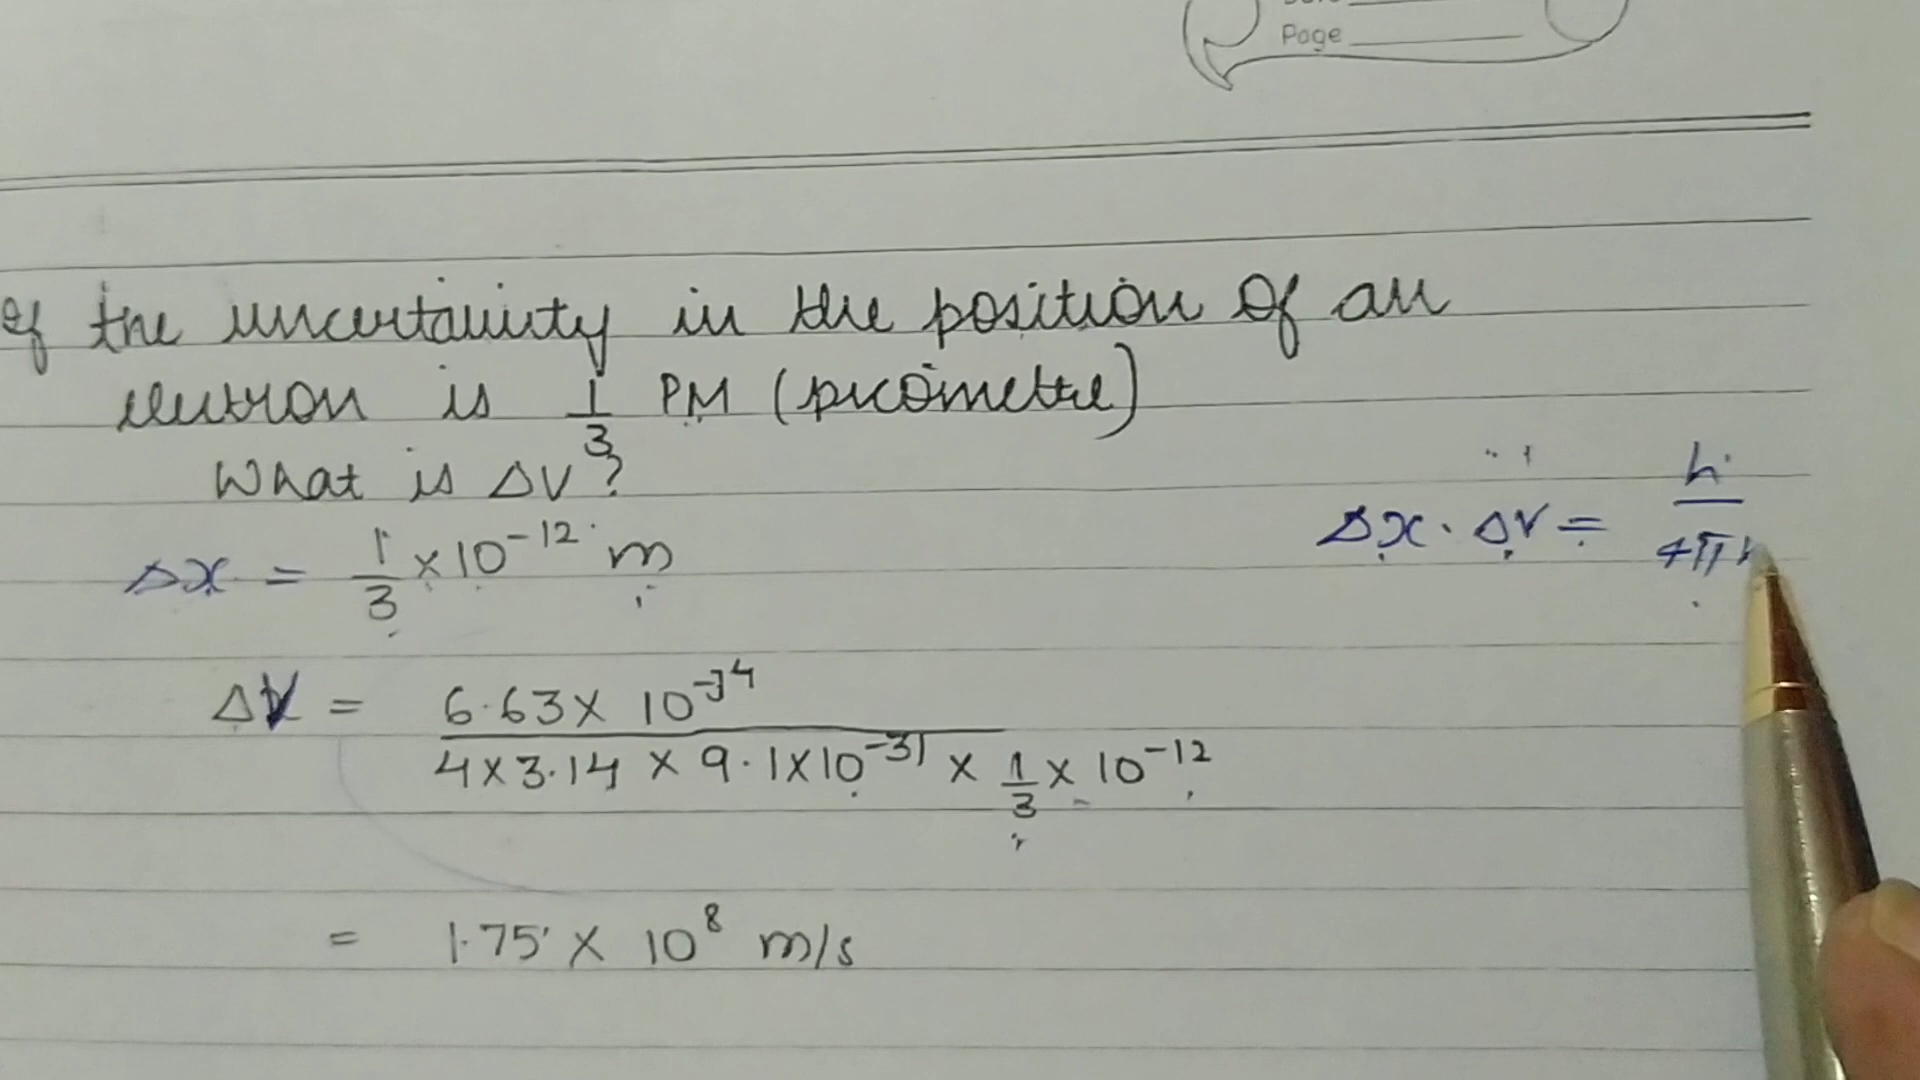 Page
If the uncertainity in the position of an
electron is 1/3 PM (picometre)
What is ΔV?
Δx = 1/3 × 10⁻¹² m
Δx · ΔV = h/4πm
ΔV = 6.63 × 10⁻³⁴ / 4 × 3.14 × 9.1 × 10⁻³¹ × 1/3 × 10⁻¹²
= 1.75 × 10⁸ m/s